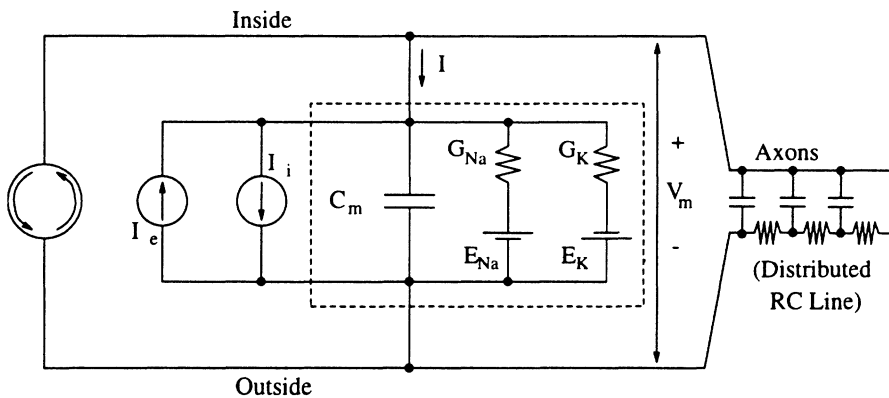 Inside
I
I i
I e
C m
G Na
G K
E Na
E K
+
V m
-
Axons
(Distributed
RC Line)
Outside